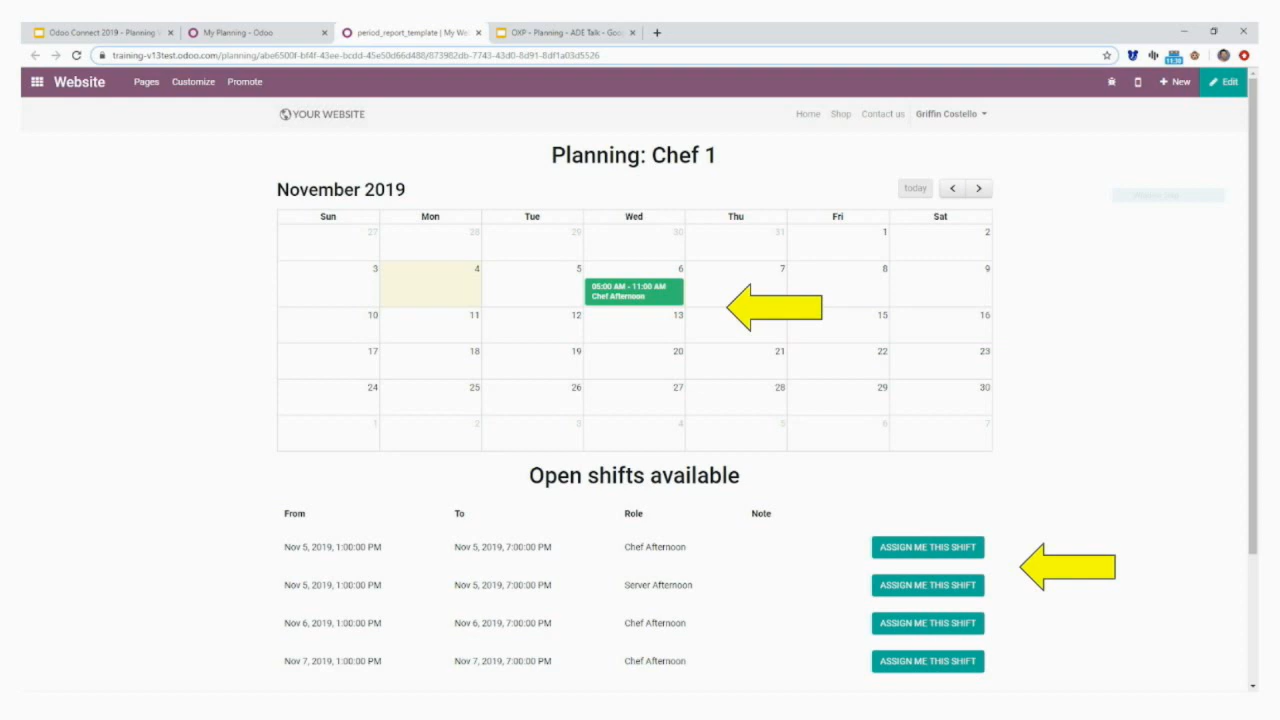 Odoo Connect 2019 - Planning
My Planning - Odoo
period_report_template | My We
OXP - Planning - ADE Talk - Goo
training-v13test.odoo.com/planning/abe6500f-bf4f-43ee-bcdd-45e50d66d488/873982db-7743-43d0-8d91-8df1a03d5526
11:30
Website Pages Customize Promote
+ New Edit
YOUR WEBSITE
Home Shop Contact us Griffin Costello
Planning: Chef 1
November 2019
today < >
Sun Mon Tue Wed Thu Fri Sat
27 28 29 30 31 1 2
3 4 5 6 7 8 9
05:00 AM - 11:00 AM
Chef Afternoon
10 11 12 13 15 16
17 18 19 20 21 22 23
24 25 26 27 28 29 30
1 2 3 4 5 6 7
Open shifts available
From To Role Note
Nov 5, 2019, 1:00:00 PM Nov 5, 2019, 7:00:00 PM Chef Afternoon ASSIGN ME THIS SHIFT
Nov 5, 2019, 1:00:00 PM Nov 5, 2019, 7:00:00 PM Server Afternoon ASSIGN ME THIS SHIFT
Nov 6, 2019, 1:00:00 PM Nov 6, 2019, 7:00:00 PM Chef Afternoon ASSIGN ME THIS SHIFT
Nov 7, 2019, 1:00:00 PM Nov 7, 2019, 7:00:00 PM Chef Afternoon ASSIGN ME THIS SHIFT